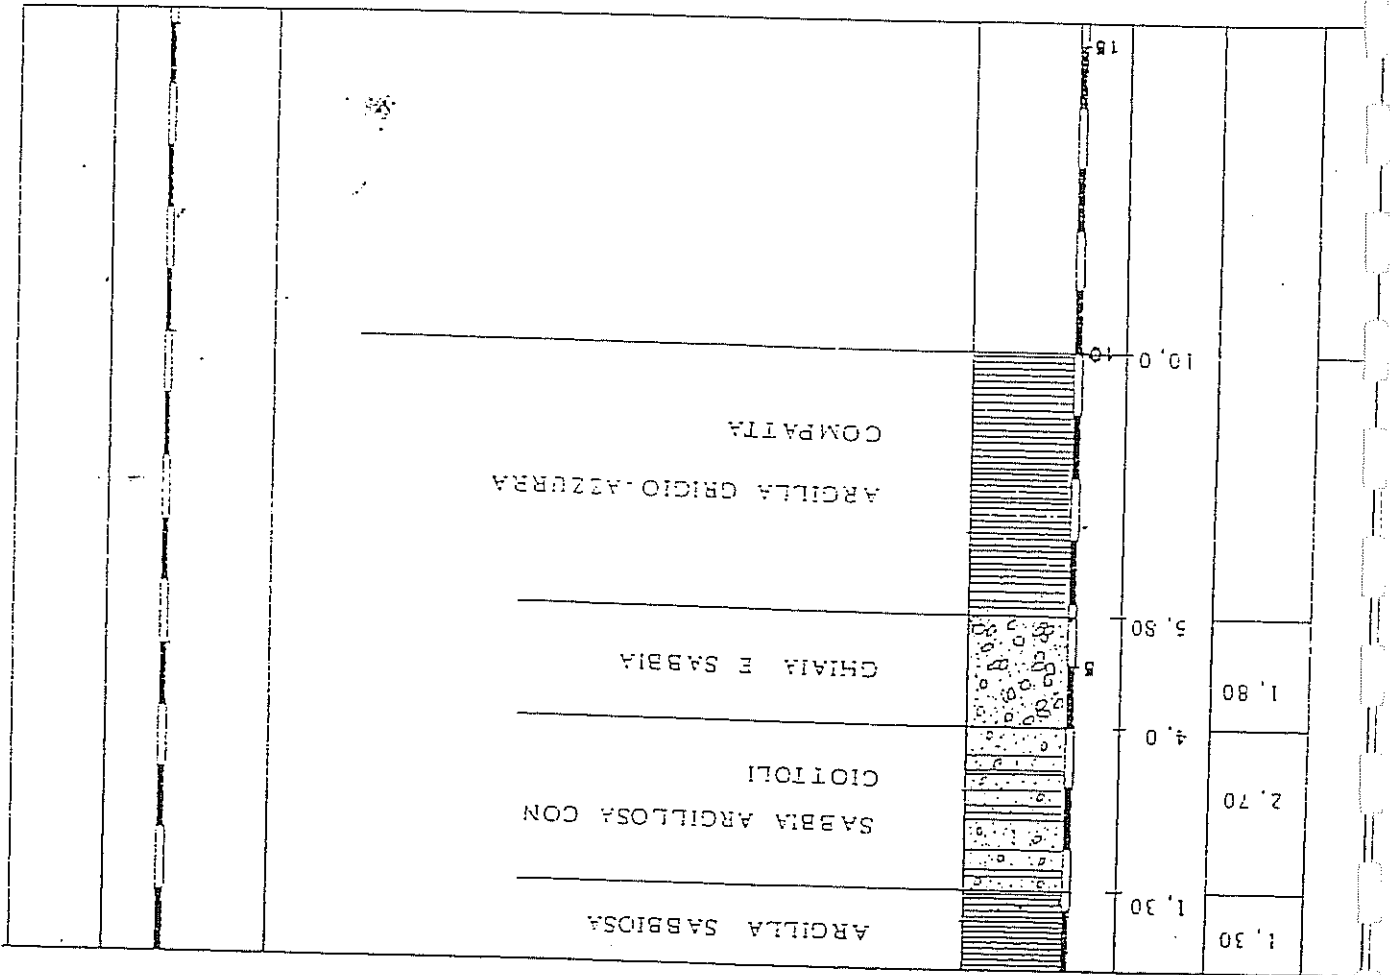 1,30
1,30
ARGILLA SABBIOSA
2,70
4,0
SABBIA ARGILLOSA CON
CIOTTOLI
1,80
5,80
5
GHIAIA E SABBIA
ARGILLA GRIGIO-AZZURRA
COMPATTA
10,0
10
15